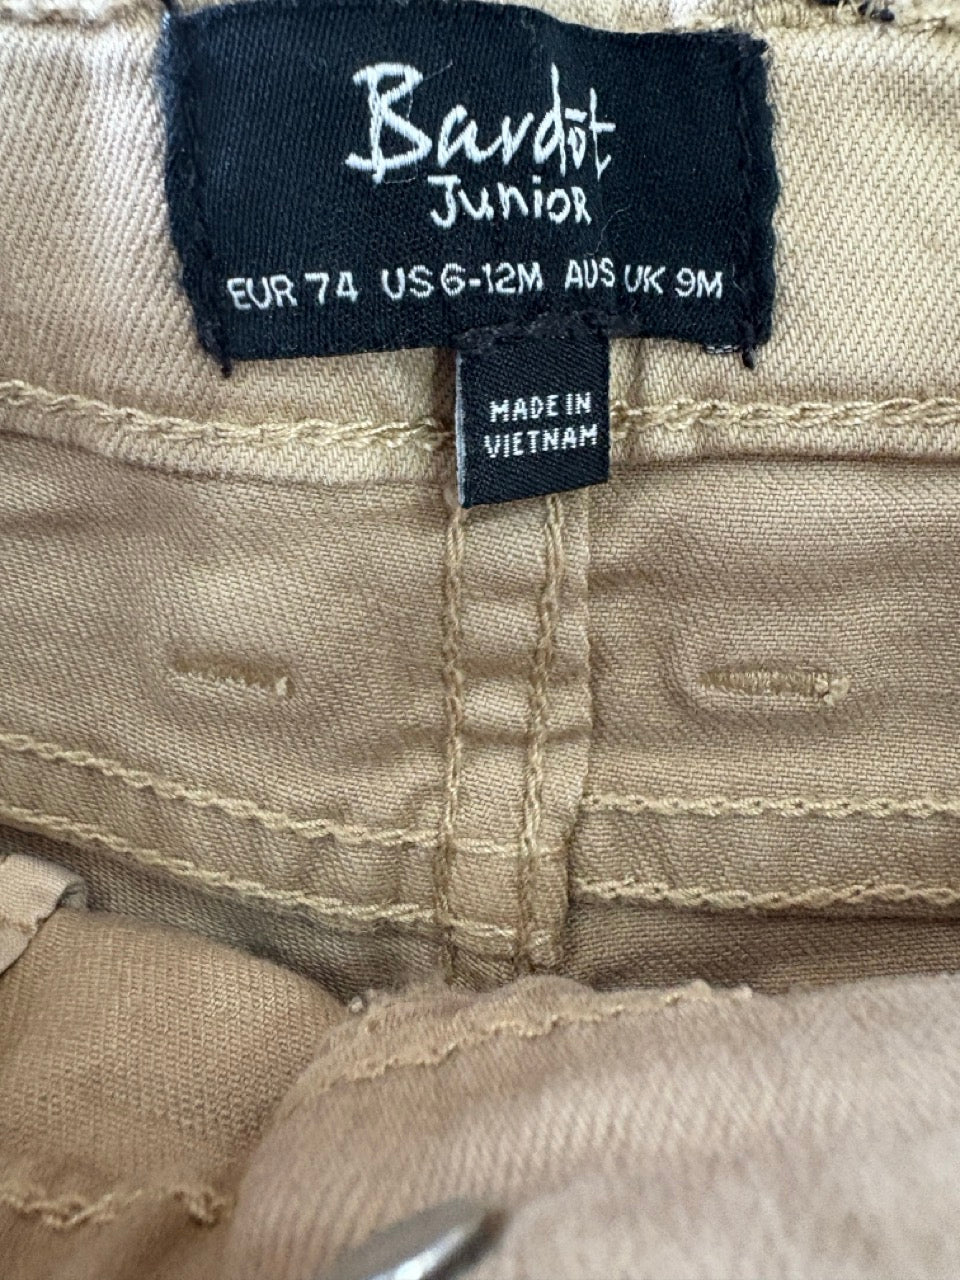 Bardot
Junior
EUR 74 US 6-12M AUS UK 9M
MADE IN
VIETNAM